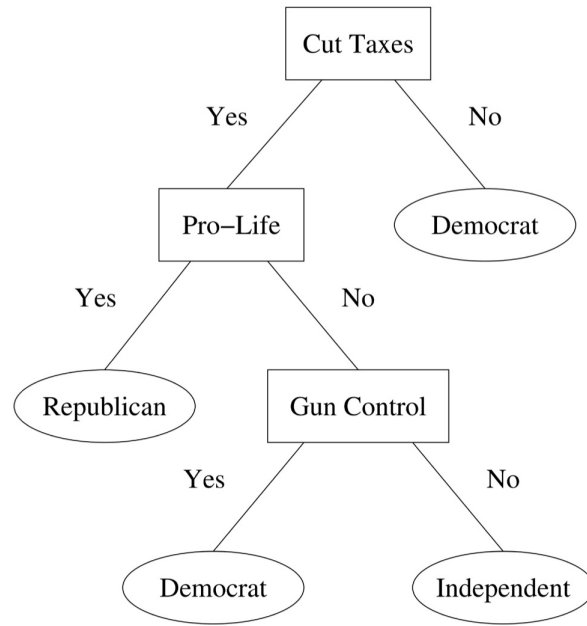 Cut Taxes
Yes
No
Pro−Life
Democrat
Yes
No
Republican
Gun Control
Yes
No
Democrat
Independent